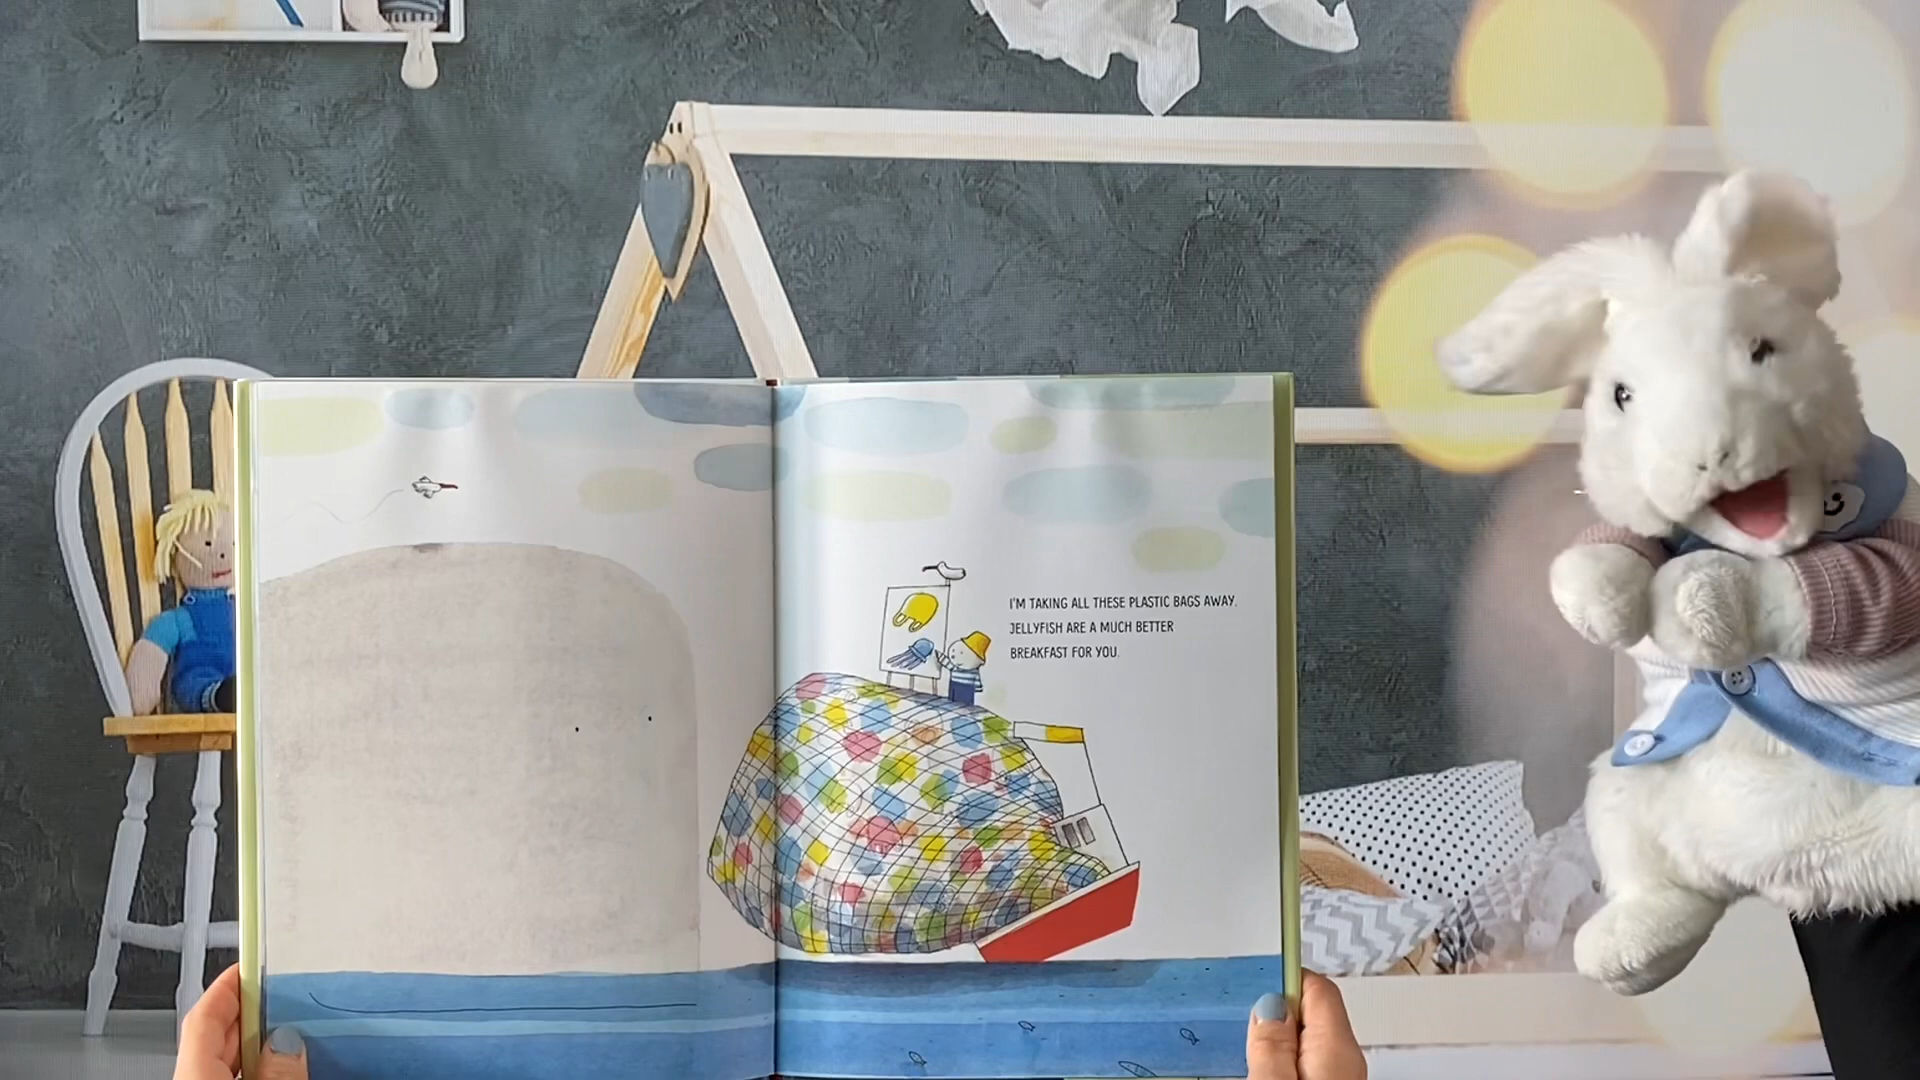 I'M TAKING ALL THESE PLASTIC BAGS AWAY.
JELLYFISH ARE A MUCH BETTER
BREAKFAST FOR YOU.